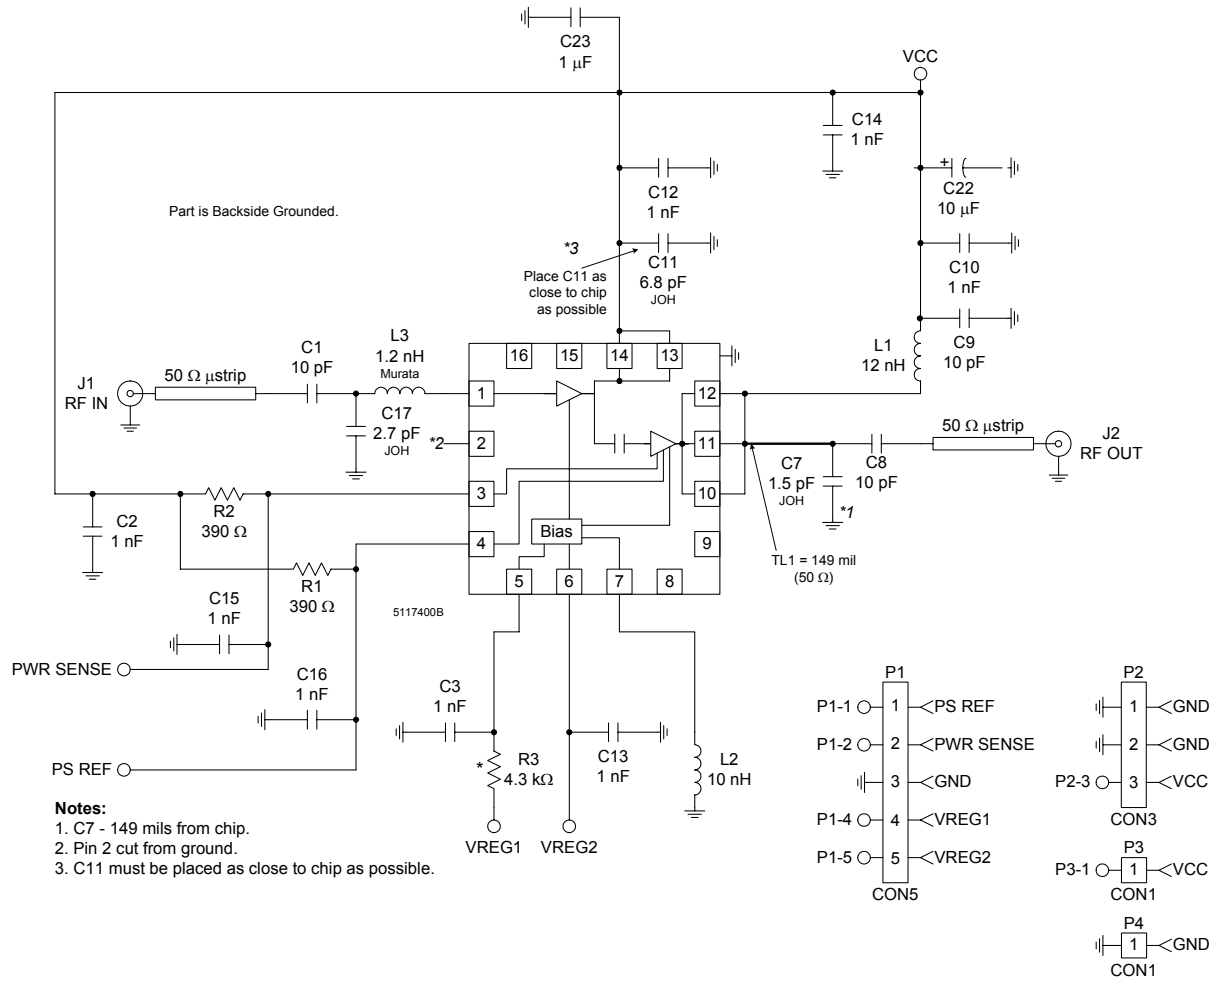 C23
1 µF
VCC
C14
1 nF
C12
1 nF
+
C22
10 µF
Part is Backside Grounded.
*3
Place C11 as
close to chip
as possible
C11
6.8 pF
JOH
C10
1 nF
C9
10 pF
L1
12 nH
J1
RF IN
50 Ω µstrip
C1
10 pF
L3
1.2 nH
Murata
C17
2.7 pF
JOH
16
15
14
13
1
*2
2
3
4
12
11
10
9
Bias
5
6
7
8
5117400B
C7
1.5 pF
JOH
*1
C8
10 pF
50 Ω µstrip
J2
RF OUT
TL1 = 149 mil
(50 Ω)
C2
1 nF
R2
390 Ω
R1
390 Ω
C15
1 nF
PWR SENSE
C16
1 nF
PS REF
C3
1 nF
*
R3
4.3 kΩ
VREG1
C13
1 nF
VREG2
L2
10 nH
Notes:
1. C7 - 149 mils from chip.
2. Pin 2 cut from ground.
3. C11 must be placed as close to chip as possible.
P1
P1-1 1 PS REF
P1-2 2 PWR SENSE
3 GND
P1-4 4 VREG1
P1-5 5 VREG2
CON5
P2
1 GND
2 GND
P2-3 3 VCC
CON3
P3
P3-1 1 VCC
CON1
P4
1 GND
CON1